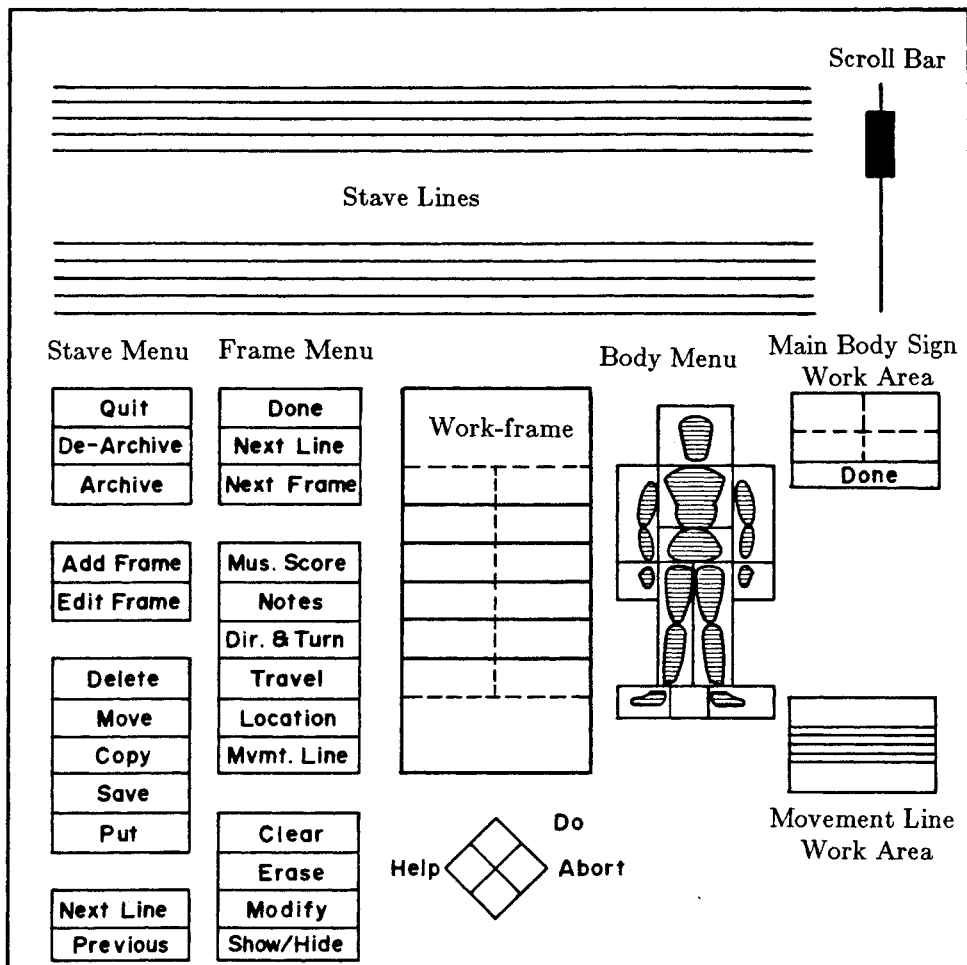 Scroll Bar
Stave Lines
Stave Menu
Frame Menu
Body Menu
Main Body Sign
Work Area
Quit
De-Archive
Archive
Add Frame
Edit Frame
Delete
Move
Copy
Save
Put
Next Line
Previous
Done
Next Line
Next Frame
Mus. Score
Notes
Dir. & Turn
Travel
Location
Mvmt. Line
Clear
Erase
Modify
Show/Hide
Work-frame
Done
Movement Line
Work Area
Do
Help
Abort